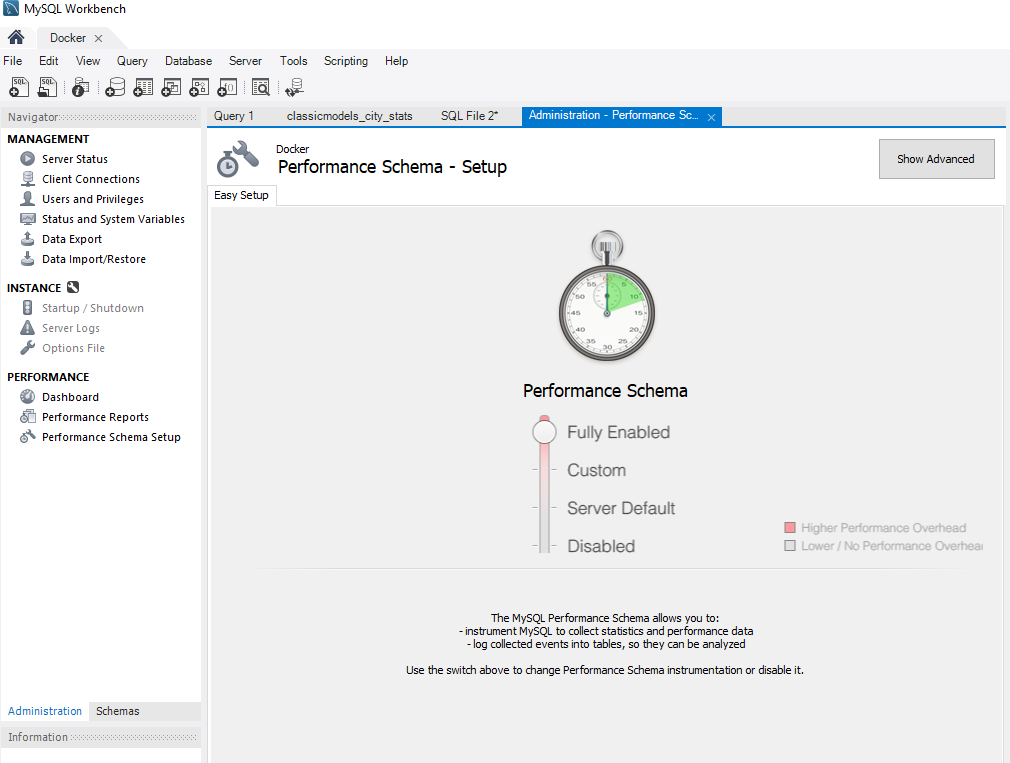 MySQL Workbench
Docker
File Edit View Query Database Server Tools Scripting Help
Navigator
MANAGEMENT
Server Status
Client Connections
Users and Privileges
Status and System Variables
Data Export
Data Import/Restore
INSTANCE
Startup / Shutdown
Server Logs
Options File
PERFORMANCE
Dashboard
Performance Reports
Performance Schema Setup
Administration Schemas
Information
Query 1 classicmodels_city_stats SQL File 2* Administration - Performance Sc...
Docker
Performance Schema - Setup
Show Advanced
Easy Setup
55 5
50 10
45 15
40 20
35 30 25
Performance Schema
Fully Enabled
Custom
Server Default
Disabled
Higher Performance Overhead
Lower / No Performance Overhead
The MySQL Performance Schema allows you to:
- instrument MySQL to collect statistics and performance data
- log collected events into tables, so they can be analyzed
Use the switch above to change Performance Schema instrumentation or disable it.